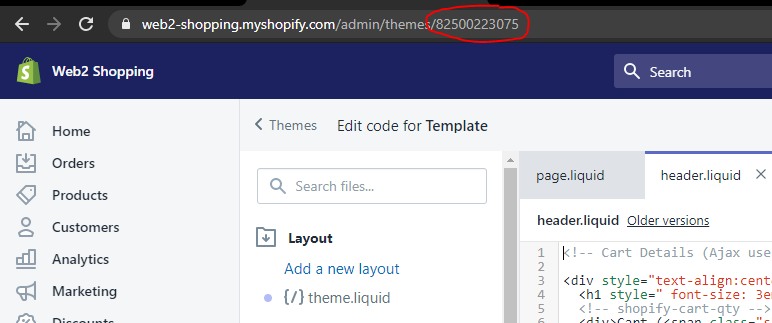 web2-shopping.myshopify.com/admin/themes/82500223075
Web2 Shopping
Search
Home
Orders
Products
Customers
Analytics
Marketing
Discounts
Themes
Edit code for Template
Search files...
Layout
Add a new layout
{/} theme.liquid
page.liquid
header.liquid
header.liquid Older versions
1 <!-- Cart Details (Ajax use
2
3 <div style="text-align:cent
4 <h1 style=" font-size: 3em
5 <!-- shopify-cart-qty -->
6 <div>Cart (<span class="s